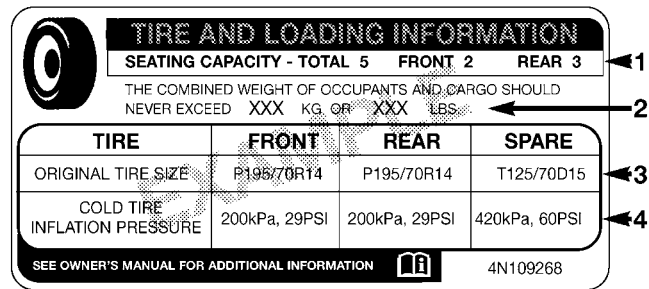 TIRE AND LOADING INFORMATION
SEATING CAPACITY - TOTAL 5 FRONT 2 REAR 3
1
THE COMBINED WEIGHT OF OCCUPANTS AND CARGO SHOULD
NEVER EXCEED XXX KG OR XXX LBS.
2
TIRE FRONT REAR SPARE
ORIGINAL TIRE SIZE P195/70R14 P195/70R14 T125/70D15
3
COLD TIRE
INFLATION PRESSURE 200kPa, 29PSI 200kPa, 29PSI 420kPa, 60PSI
4
SEE OWNER'S MANUAL FOR ADDITIONAL INFORMATION 4N109268
EXAMPLE